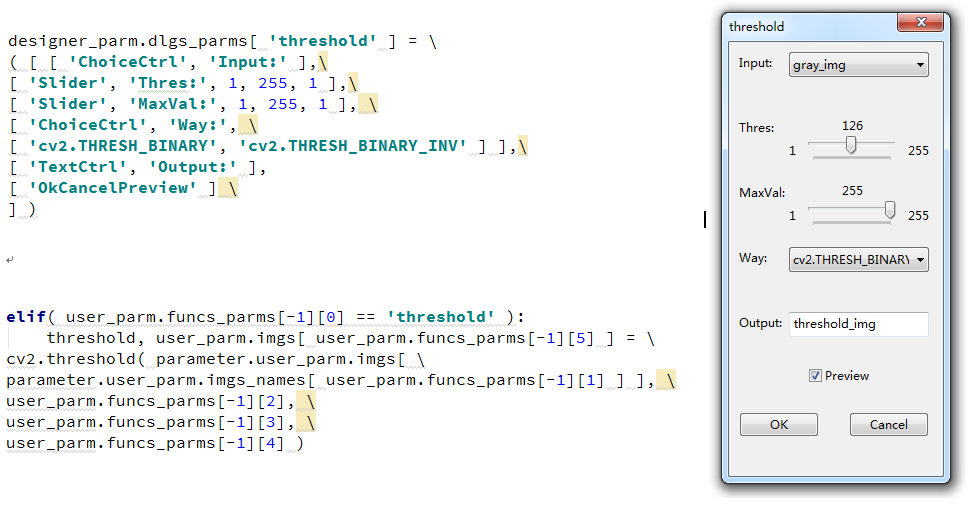 designer_parm.dlgs_parms[ 'threshold' ] = \
( [ [ 'ChoiceCtrl', 'Input:' ],\
[ 'Slider', 'Thres:', 1, 255, 1 ],\
[ 'Slider', 'MaxVal:', 1, 255, 1 ], \
[ 'ChoiceCtrl', 'Way:', \
[ 'cv2.THRESH_BINARY', 'cv2.THRESH_BINARY_INV' ] ],\
[ 'TextCtrl', 'Output:' ],
[ 'OkCancelPreview' ] \
] )
elif( user_parm.funcs_parms[-1][0] == 'threshold' ):
    threshold, user_parm.imgs[ user_parm.funcs_parms[-1][5] ] = \
cv2.threshold( parameter.user_parm.imgs[ \
parameter.user_parm.imgs_names[ user_parm.funcs_parms[-1][1] ] ], \
user_parm.funcs_parms[-1][2], \
user_parm.funcs_parms[-1][3], \
user_parm.funcs_parms[-1][4] )
threshold
Input: gray_img
Thres: 126
1 255
MaxVal: 255
1 255
Way: cv2.THRESH_BINARY
Output: threshold_img
Preview
OK Cancel